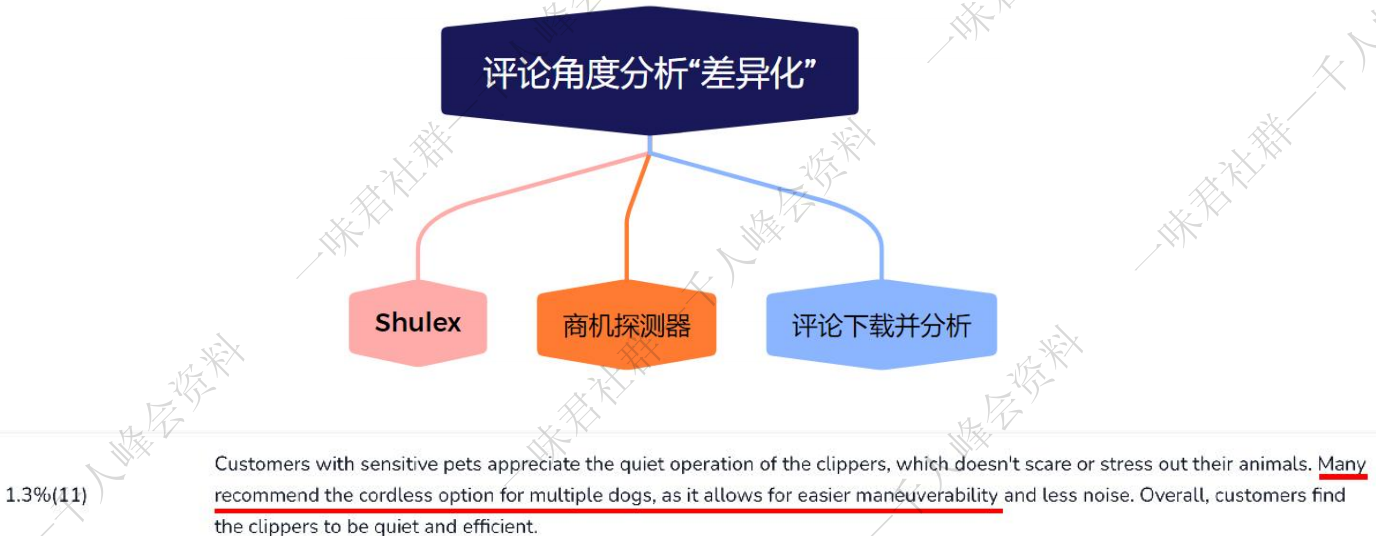 评论角度分析“差异化”
Shulex
商机探测器
评论下载并分析
Customers with sensitive pets appreciate the quiet operation of the clippers, which doesn't scare or stress out their animals. Many
1.3%(11)
recommend the cordless option for multiple dogs, as it allows for easier maneuverability and less noise. Overall, customers find
the clippers to be quiet and efficient.
一味君社群一千人峰会资料